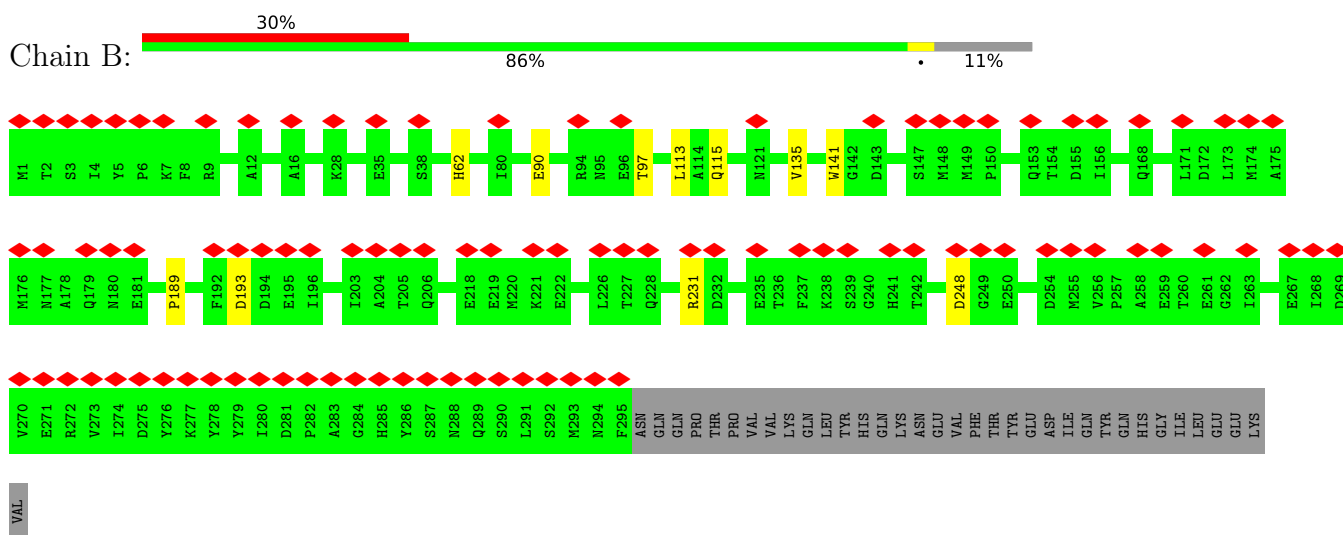 30%
Chain B:
86% • 11%
M1 T2 S3 I4 Y5 P6 K7 F8 R9 A12 A16 K28 E35 S38 H62 I80 E90 R94 N95 E96 T97 L113 A114 Q115 N121 V135 W141 G142 D143 S147 M148 M149 P150 Q153 T154 D155 I156 Q168 L171 D172 L173 M174 A175
M176 N177 A178 Q179 N180 E181 P189 F192 D193 D194 E195 I196 I203 A204 T205 Q206 E218 E219 M220 K221 E222 L226 T227 Q228 R231 D232 E235 T236 F237 K238 S239 G240 H241 T242 D248 G249 E250 D254 M255 V256 P257 A258 E259 T260 E261 G262 I263 E267 I268 D269
V270 E271 R272 V273 I274 D275 Y276 K277 Y278 Y279 I280 D281 P282 A283 G284 H285 Y286 S287 N288 Q289 S290 L291 S292 M293 N294 F295 ASN GLN GLN PRO THR PRO VAL VAL LYS GLN LEU TYR HIS GLN LYS ASN GLU VAL PHE THR TYR GLU ASP ILE GLN TYR GLN HIS GLY ILE LEU GLU GLU LYS
VAL